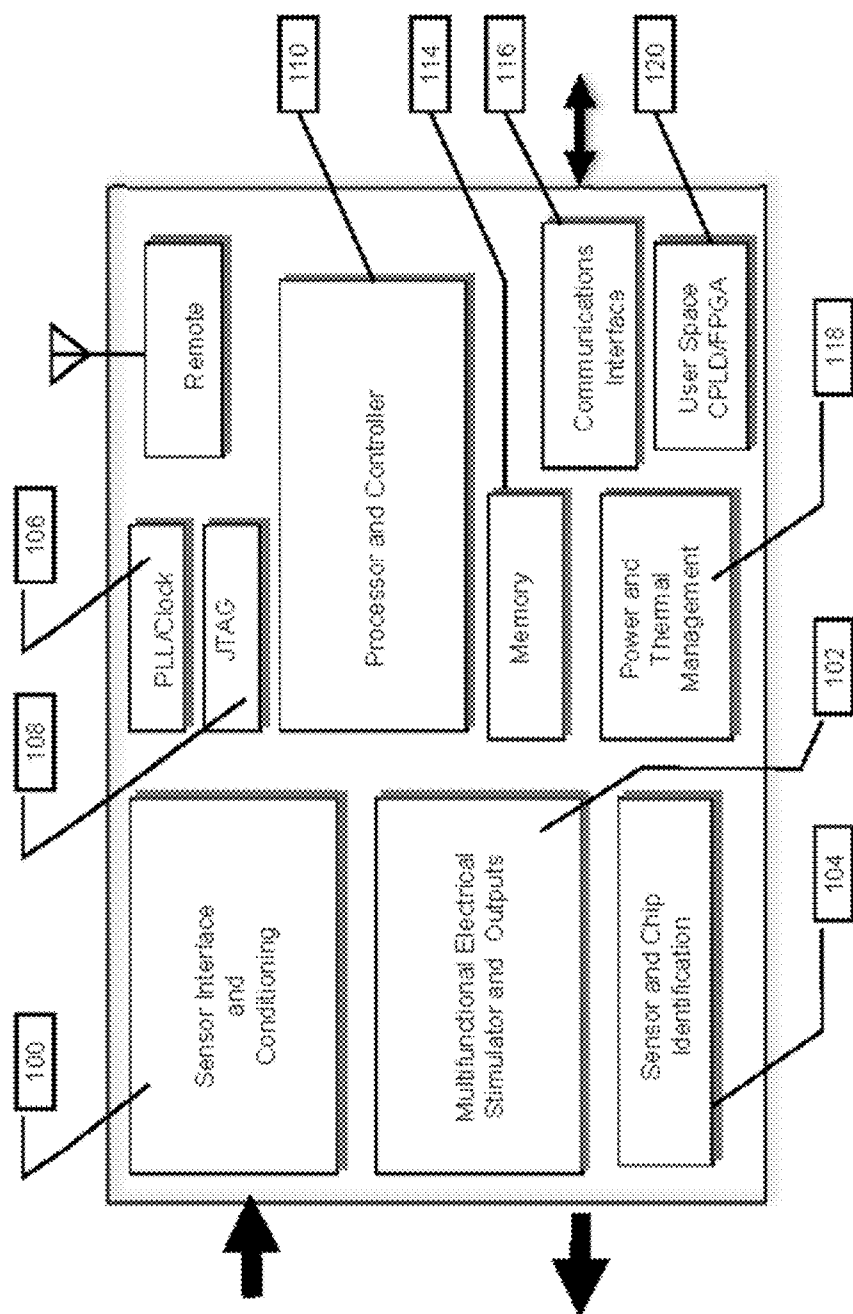 106
108
100
110
114
116
120
118
102
104
PLL/Clock
JTAG
Remote
Sensor Interface
and
Conditioning
Processor and Controller
Multifunctional Electrical
Stimulator and Outputs
Memory
Communications
Interface
Sensor and Chip
Identification
Power and
Thermal
Management
User Space
CPLD/FPGA